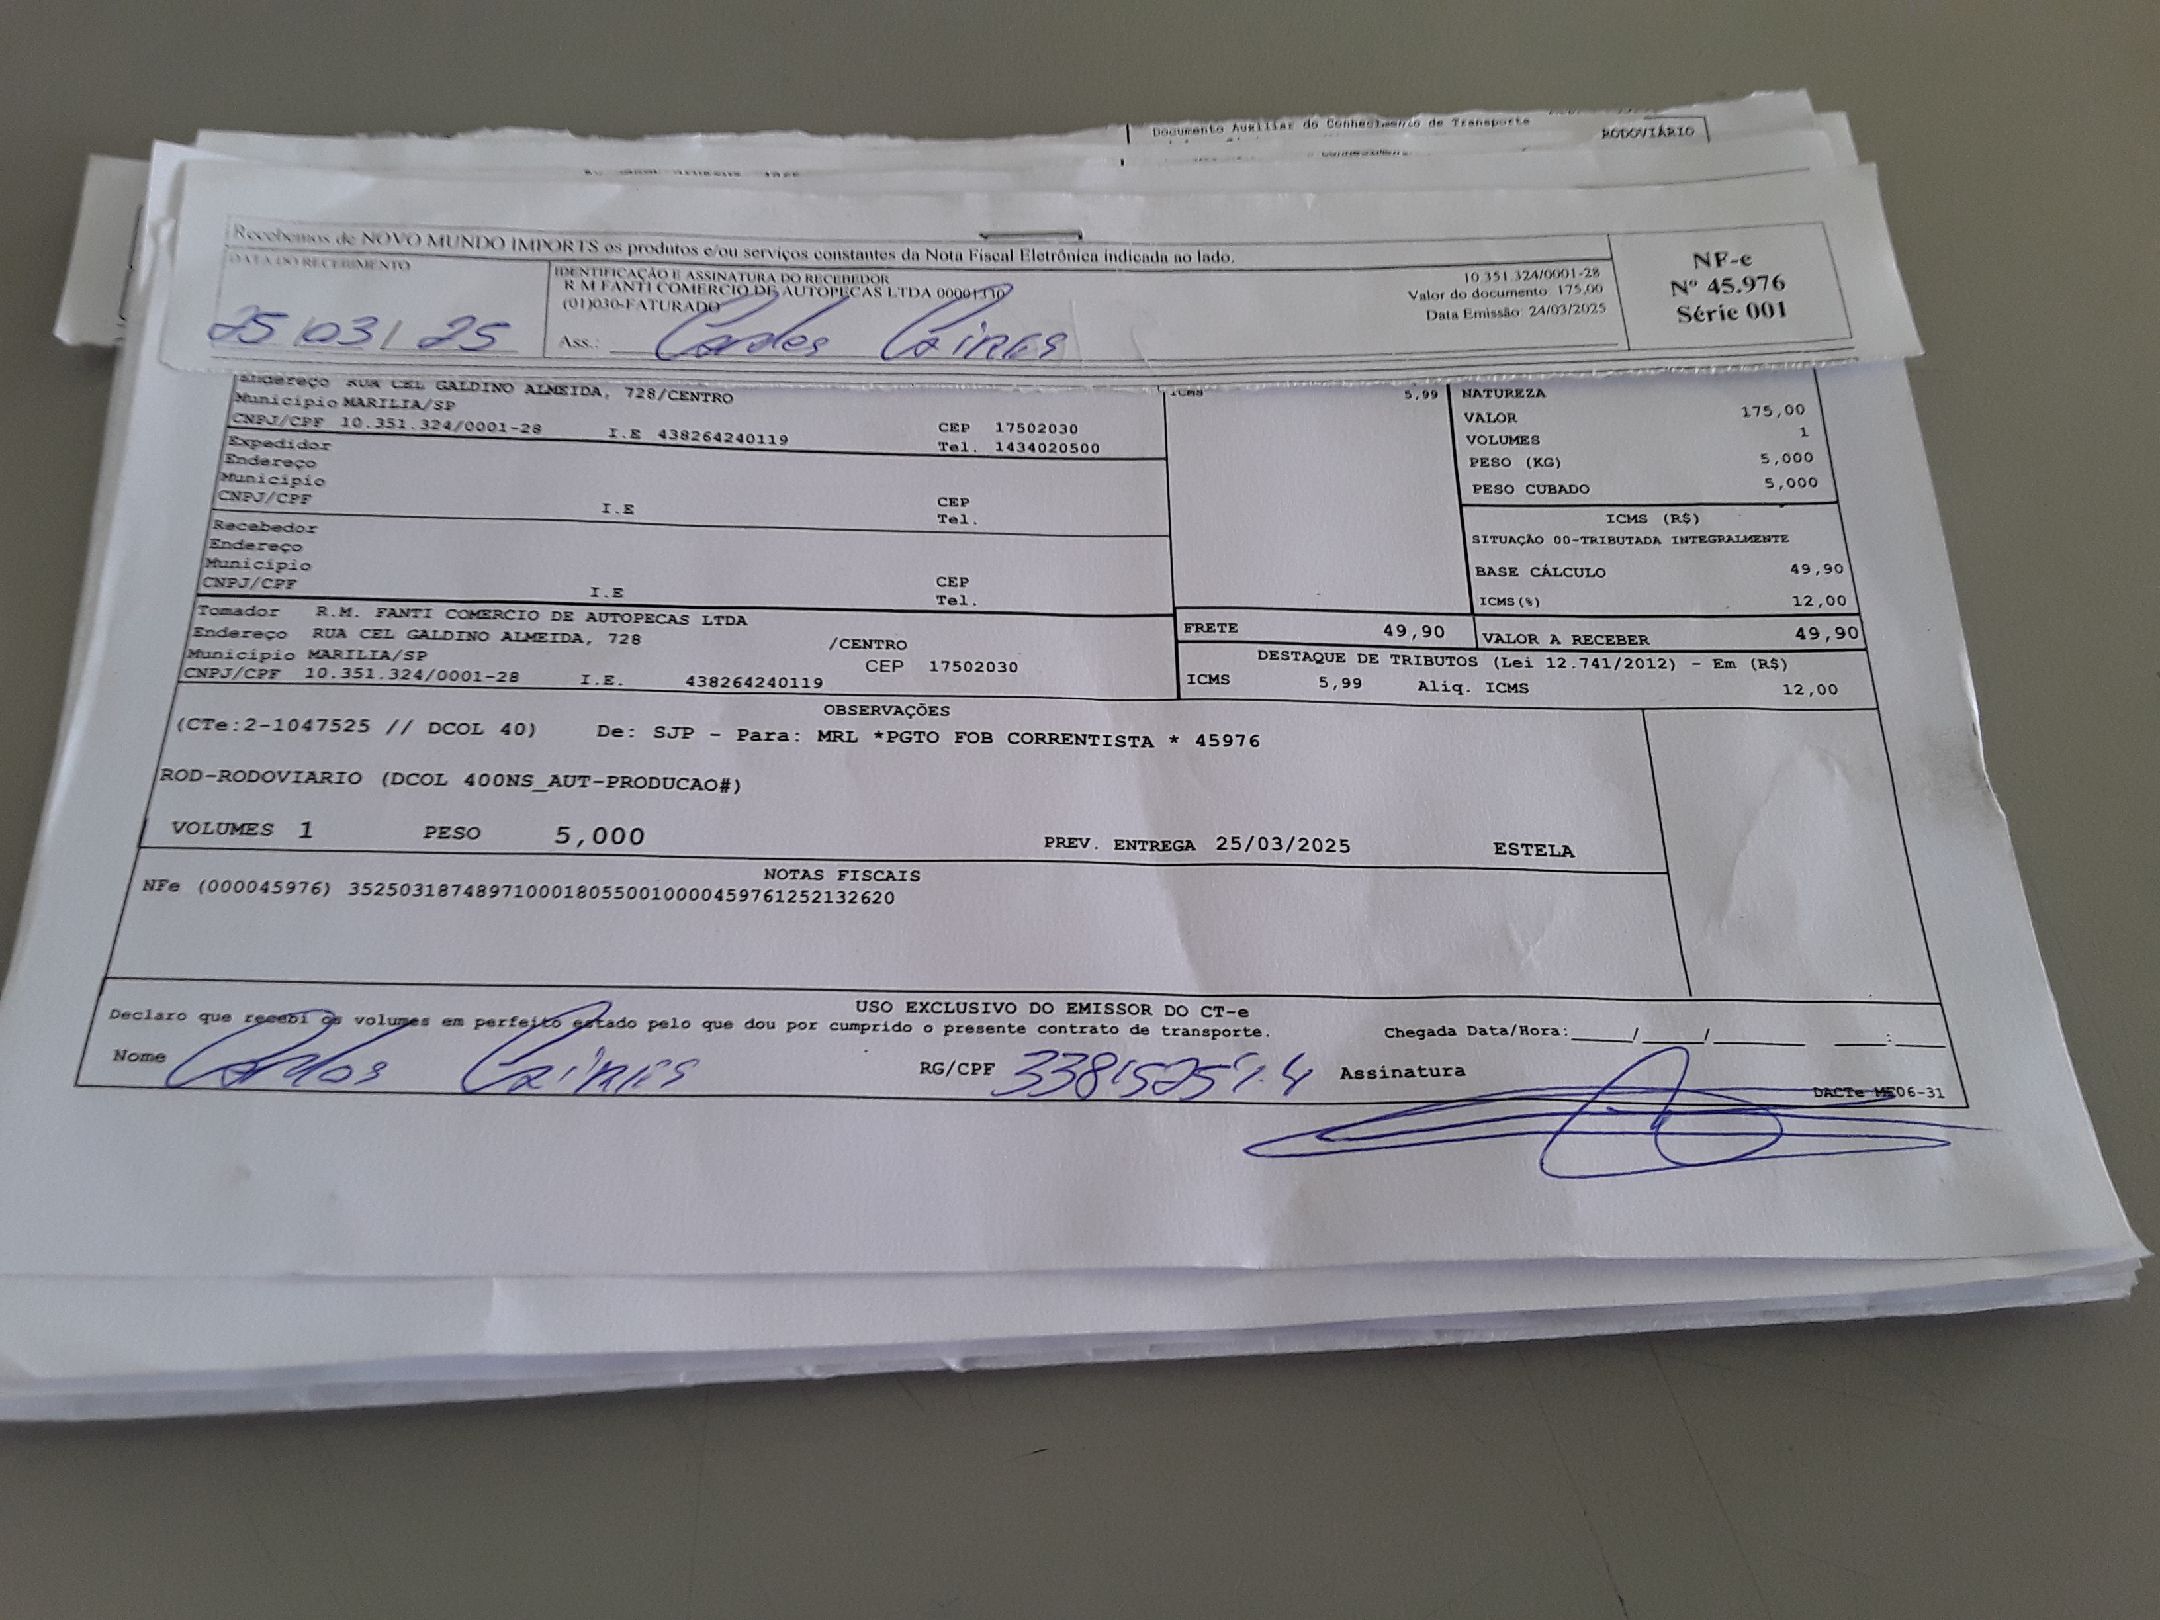 Documento Auxiliar do Conhecimento de Transporte
RODOVIÁRIO
Recebemos de NOVO MUNDO IMPORTS os produtos e/ou serviços constantes da Nota Fiscal Eletrônica indicada ao lado.
DATA DO RECEBIMENTO
25/03/25
IDENTIFICAÇÃO E ASSINATURA DO RECEBEDOR
R M FANTI COMERCIO DE AUTOPECAS LTDA 00001330
(01)030-FATURADO
Ass.: Carlos
10.351.324/0001-28
Valor do documento 175,00
Data Emissão: 24/03/2025
NF-e
Nº 45.976
Série 001
Endereço RUA CEL GALDINO ALMEIDA, 728/CENTRO
Município MARILIA/SP
CNPJ/CPF 10.351.324/0001-28 I.E 438264240119 CEP 17502030
Tel. 1434020500
Expedidor
Endereço
Município
CNPJ/CPF I.E CEP
Tel.
Recebedor
Endereço
Município
CNPJ/CPF I.E CEP
Tel.
Tomador R.M. FANTI COMERCIO DE AUTOPECAS LTDA
Endereço RUA CEL GALDINO ALMEIDA, 728 /CENTRO
Município MARILIA/SP CEP 17502030
CNPJ/CPF 10.351.324/0001-28 I.E. 438264240119
ICMS 5,99
NATUREZA
VALOR 175,00
VOLUMES 1
PESO (KG) 5,000
PESO CUBADO 5,000
ICMS (R$)
SITUAÇÃO 00-TRIBUTADA INTEGRALMENTE
BASE CÁLCULO 49,90
ICMS(%) 12,00
FRETE 49,90 VALOR A RECEBER 49,90
DESTAQUE DE TRIBUTOS (Lei 12.741/2012) - Em (R$)
ICMS 5,99 Aliq. ICMS 12,00
OBSERVAÇÕES
(CTe:2-1047525 // DCOL 40) De: SJP - Para: MRL *PGTO FOB CORRENTISTA * 45976
ROD-RODOVIARIO (DCOL 400NS_AUT-PRODUCAO#)
VOLUMES 1 PESO 5,000 PREV. ENTREGA 25/03/2025 ESTELA
NOTAS FISCAIS
NFe (000045976) 35250318748971000180550010000459761252132620
USO EXCLUSIVO DO EMISSOR DO CT-e
Declaro que recebi os volumes em perfeito estado pelo que dou por cumprido o presente contrato de transporte.
Chegada Data/Hora:____/____/______ ____:____
Nome Carlos RG/CPF Assinatura
DACTe ME06-31